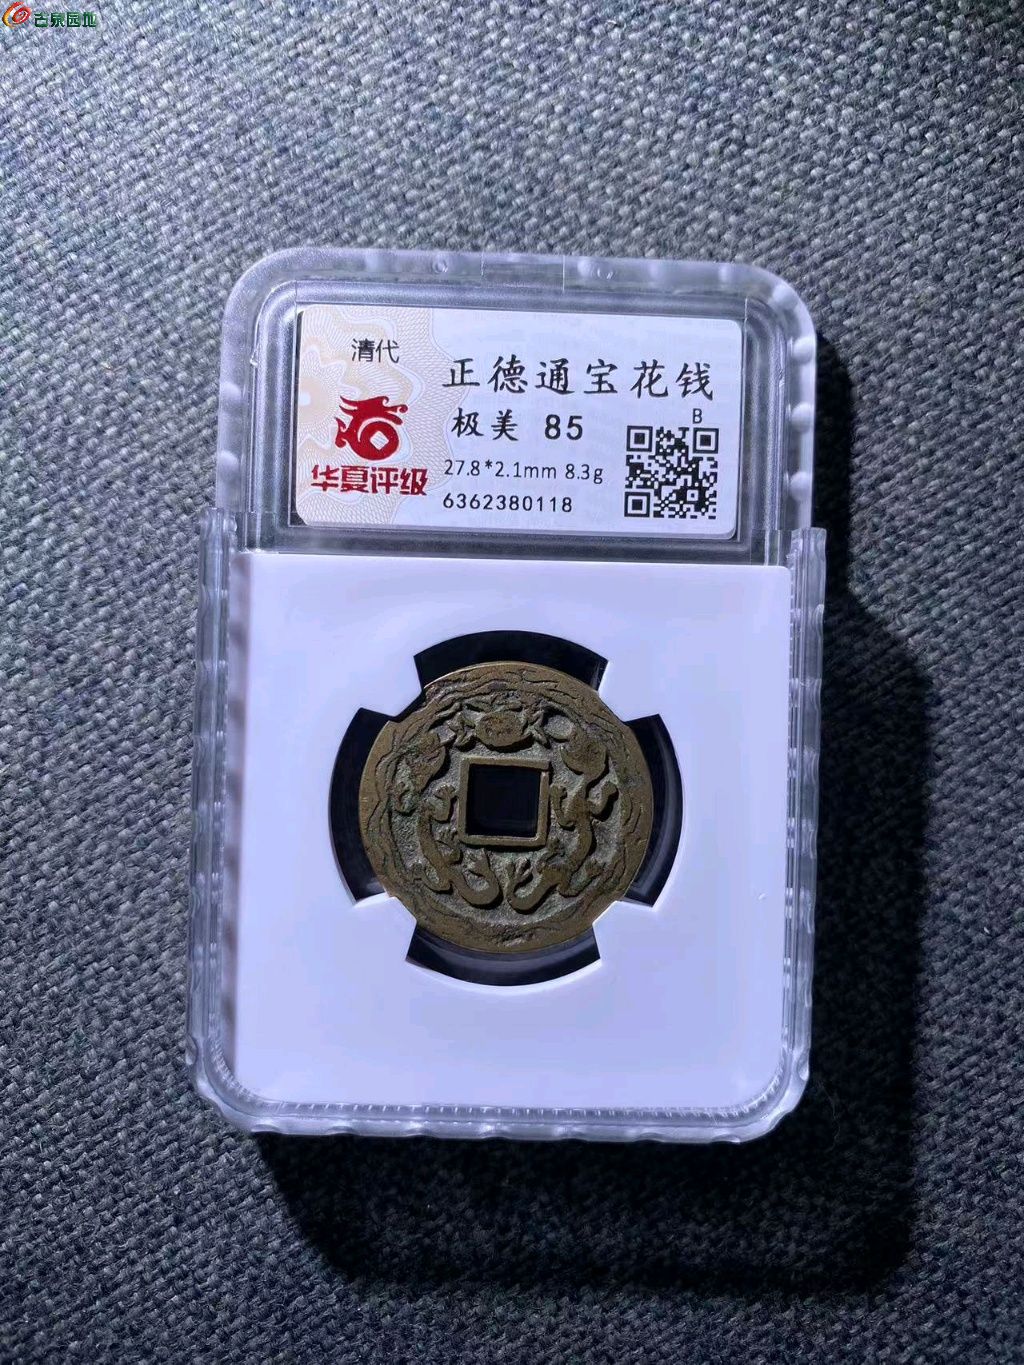 古泉园地
清代
正德通宝花钱
极美 85
B
27.8*2.1mm 8.3g
华夏评级
6362380118